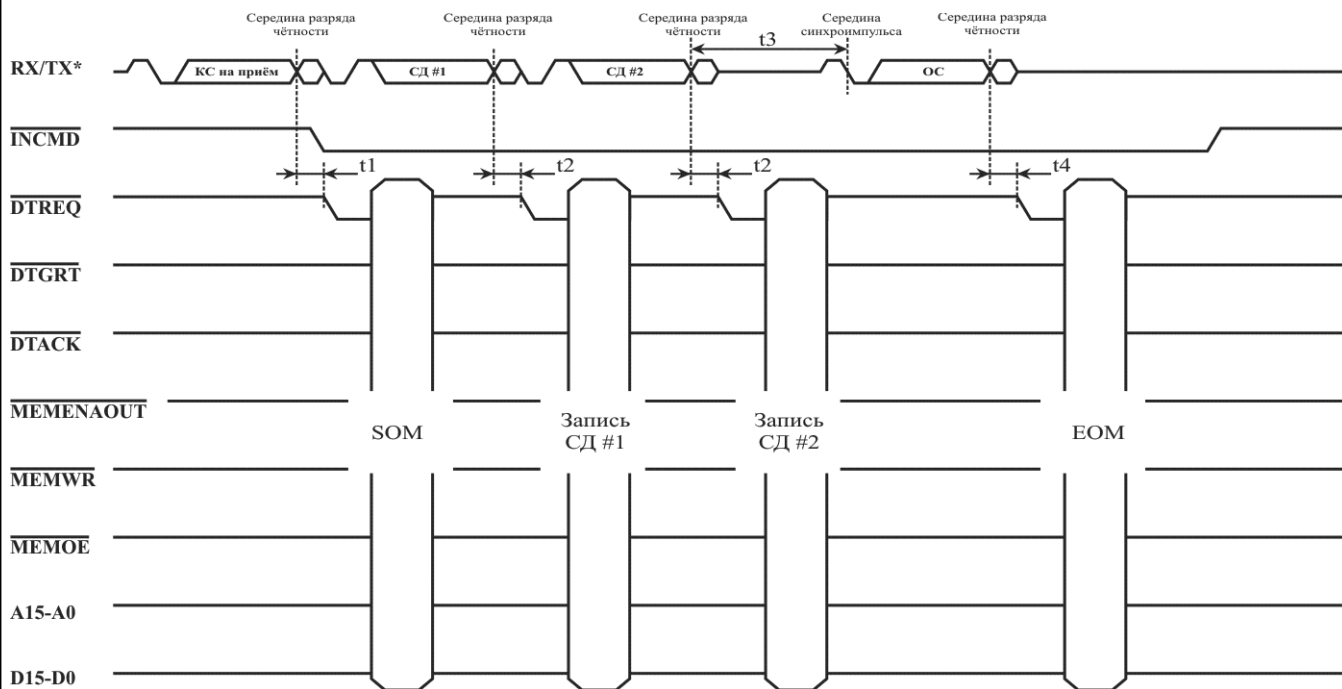 Середина разряда
чётности
Середина разряда
чётности
Середина разряда
чётности
Середина
синхроимпульса
Середина разряда
чётности
t3
RX/TX*
КС на приём
СД #1
СД #2
ОС
INCMD
t1
t2
t2
t4
DTREQ
DTGRT
DTACK
MEMENAOUT
SOM
Запись
СД #1
Запись
СД #2
EOM
MEMWR
MEMOE
A15-A0
D15-D0